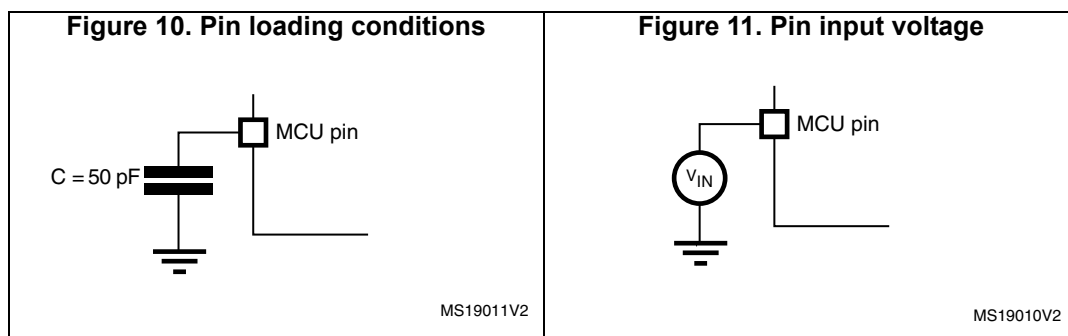 Figure 10. Pin loading conditions
MCU pin
C = 50 pF
MS19011V2
Figure 11. Pin input voltage
MCU pin
VIN
MS19010V2